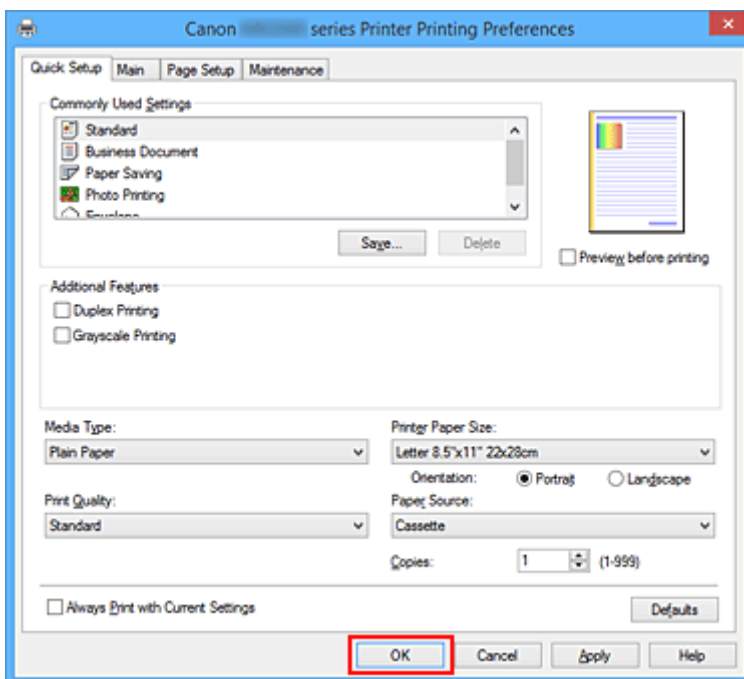 Canon series Printer Printing Preferences
Quick Setup Main Page Setup Maintenance
Commonly Used Settings
Standard
Business Document
Paper Saving
Photo Printing
Envelope
Save... Delete
Preview before printing
Additional Features
Duplex Printing
Grayscale Printing
Media Type:
Plain Paper
Printer Paper Size:
Letter 8.5"x11" 22x28cm
Orientation: Portrait Landscape
Print Quality:
Standard
Paper Source:
Cassette
Copies: 1 (1-999)
Always Print with Current Settings
Defaults
OK Cancel Apply Help